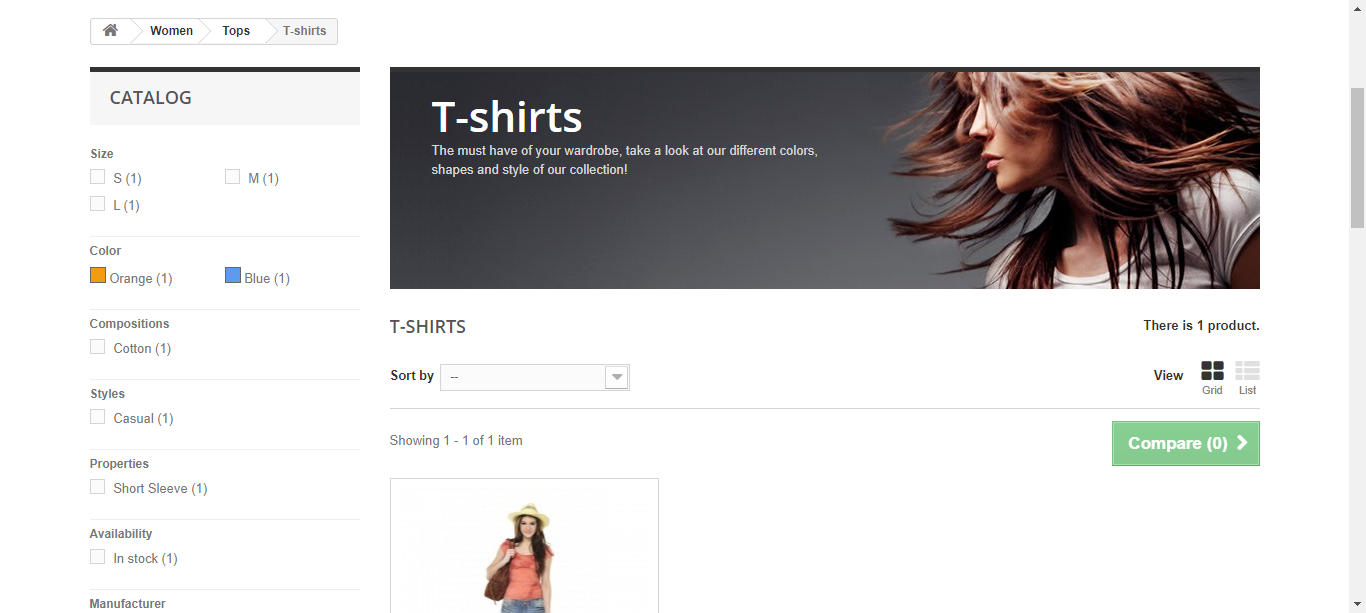 Women Tops T-shirts
CATALOG
Size
S (1) M (1)
L (1)
Color
Orange (1) Blue (1)
Compositions
Cotton (1)
Styles
Casual (1)
Properties
Short Sleeve (1)
Availability
In stock (1)
Manufacturer
T-shirts
The must have of your wardrobe, take a look at our different colors,
shapes and style of our collection!
T-SHIRTS There is 1 product.
Sort by -- View Grid List
Showing 1 - 1 of 1 item Compare (0)